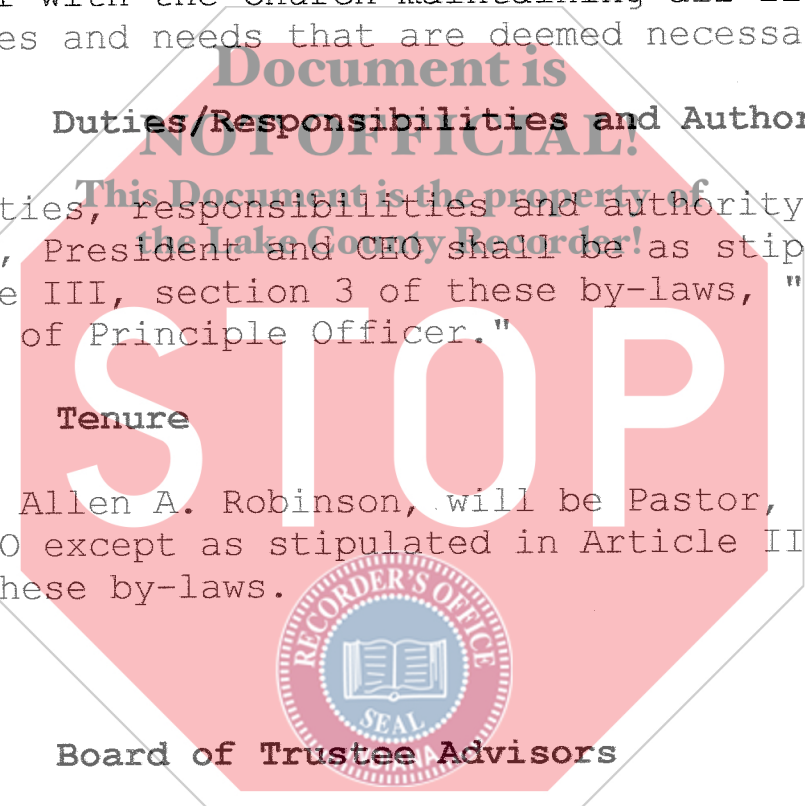 with the Church maintaining all
es and needs that are deemed necessa
Document is
Duties/Responsibilities and Author
NOT OFFICIAL!
This Document is the property of
ties, responsibilities and authority
the Lake County Recorder!
, President and CEO shall be as stip
e III, section 3 of these by-laws, "
of Principle Officer."
STOP
Tenure
Allen A. Robinson, will be Pastor,
O except as stipulated in Article II
hese by-laws.
RECORDER'S OFFICE
SEAL
INDIANA
Board of Trustee Advisors